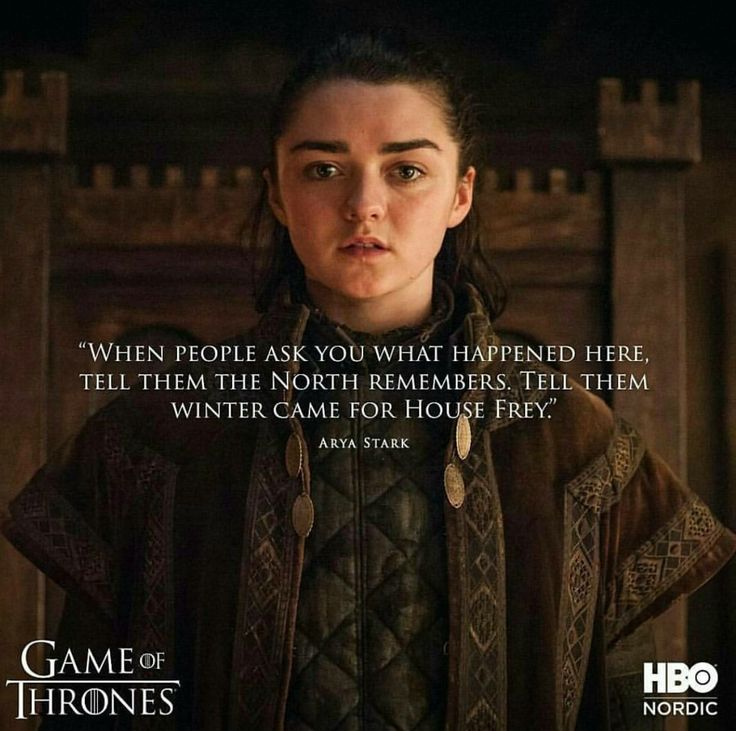 “When people ask you what happened here,
tell them the North remembers. Tell them
winter came for House Frey.”
Arya Stark
Game of
Thrones
HBO
NORDIC